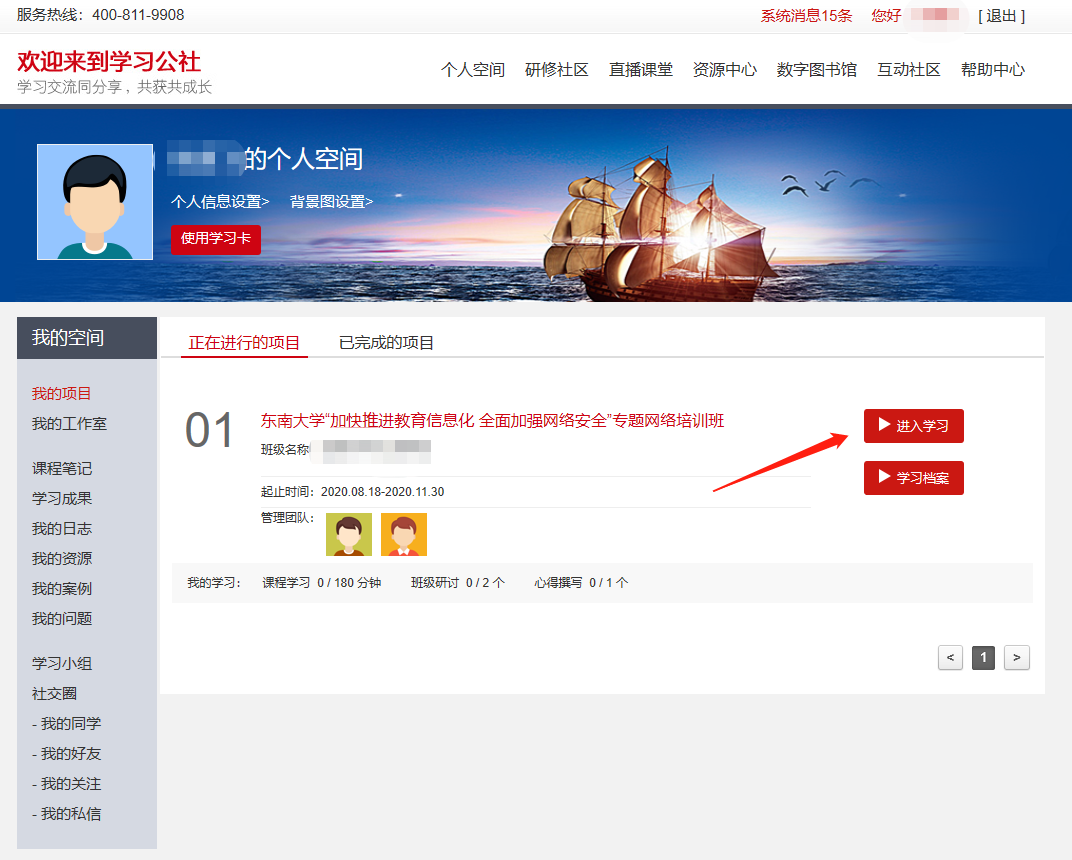 服务热线：400-811-9908
系统消息15条 您好 [ 退出 ]
欢迎来到学习公社
学习交流同分享，共获共成长
个人空间 研修社区 直播课堂 资源中心 数字图书馆 互动社区 帮助中心
的个人空间
个人信息设置> 背景图设置>
使用学习卡
我的空间
我的项目
我的工作室
课程笔记
学习成果
我的日志
我的资源
我的案例
我的问题
学习小组
社交圈
- 我的同学
- 我的好友
- 我的关注
- 我的私信
正在进行的项目 已完成的项目
01
东南大学“加快推进教育信息化 全面加强网络安全”专题网络培训班
班级名称
起止时间：2020.08.18-2020.11.30
管理团队：
进入学习
学习档案
我的学习： 课程学习 0 / 180 分钟 班级研讨 0 / 2 个 心得撰写 0 / 1 个
< 1 >